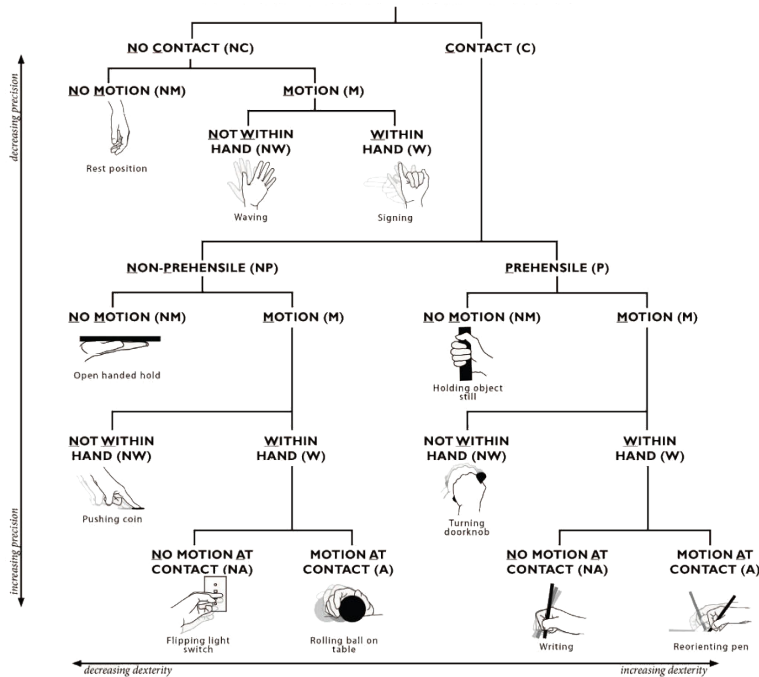 NO CONTACT (NC)
CONTACT (C)
decreasing precision
NO MOTION (NM)
MOTION (M)
Rest position
NOT WITHIN
HAND (NW)
WITHIN
HAND (W)
Waving
Signing
NON-PREHENSILE (NP)
PREHENSILE (P)
NO MOTION (NM)
MOTION (M)
NO MOTION (NM)
MOTION (M)
Open handed hold
Holding object
still
NOT WITHIN
HAND (NW)
WITHIN
HAND (W)
NOT WITHIN
HAND (NW)
WITHIN
HAND (W)
Pushing coin
Turning
doorknob
increasing precision
NO MOTION AT
CONTACT (NA)
MOTION AT
CONTACT (A)
NO MOTION AT
CONTACT (NA)
MOTION AT
CONTACT (A)
Flipping light
switch
Rolling ball on
table
Writing
Reorienting pen
decreasing dexterity
increasing dexterity